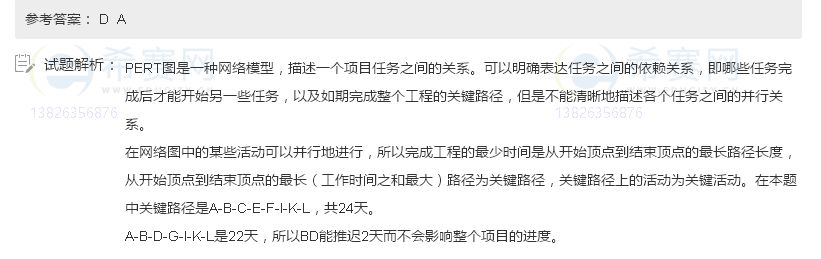 参考答案： D A
希赛网
希赛网
试题解析： PERT图是一种网络模型，描述一个项目任务之间的关系。可以明确表达任务之间的依赖关系，即哪些任务完
成后才能开始另一些任务，以及如期完成整个工程的关键路径，但是不能清晰地描述各个任务之间的并行关
13826356876
13826356876
系。
在网络图中的某些活动可以并行地进行，所以完成工程的最少时间是从开始顶点到结束顶点的最长路径长度，
从开始顶点到结束顶点的最长（工作时间之和最大）路径为关键路径，关键路径上的活动为关键活动。在本题
中关键路径是A-B-C-E-F-I-K-L，共24天。
A-B-D-G-I-K-L是22天，所以BD能推迟2天而不会影响整个项目的进度。